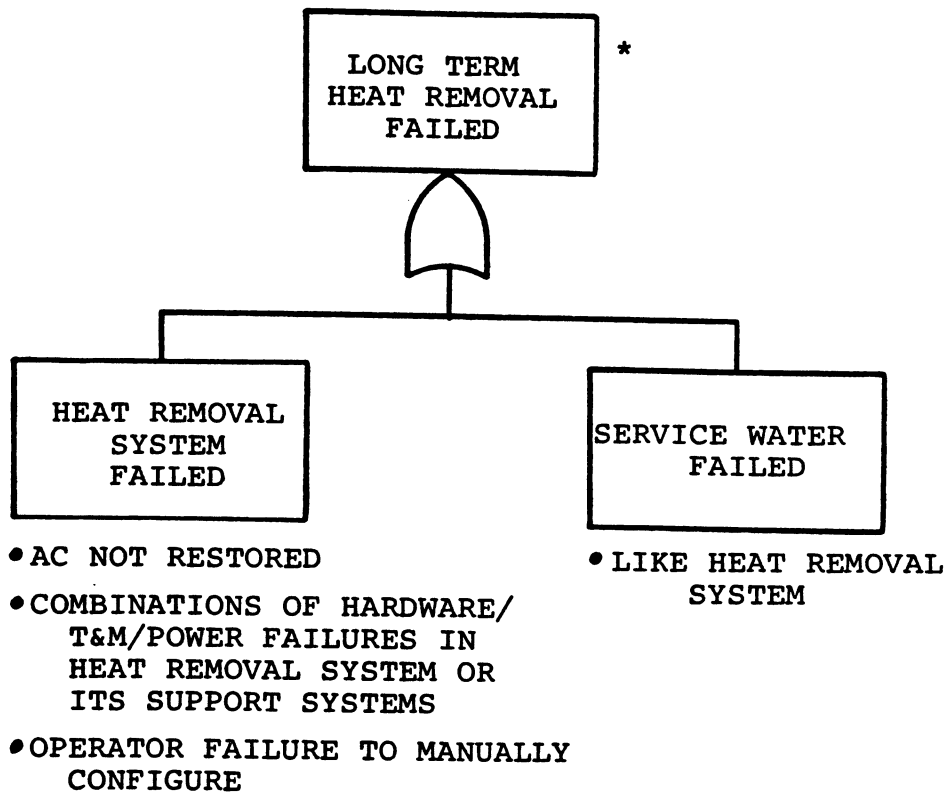 LONG TERM
HEAT REMOVAL
FAILED
*
HEAT REMOVAL
SYSTEM
FAILED
SERVICE WATER
FAILED
• AC NOT RESTORED
• COMBINATIONS OF HARDWARE/
T&M/POWER FAILURES IN
HEAT REMOVAL SYSTEM OR
ITS SUPPORT SYSTEMS
• OPERATOR FAILURE TO MANUALLY
CONFIGURE
• LIKE HEAT REMOVAL
SYSTEM